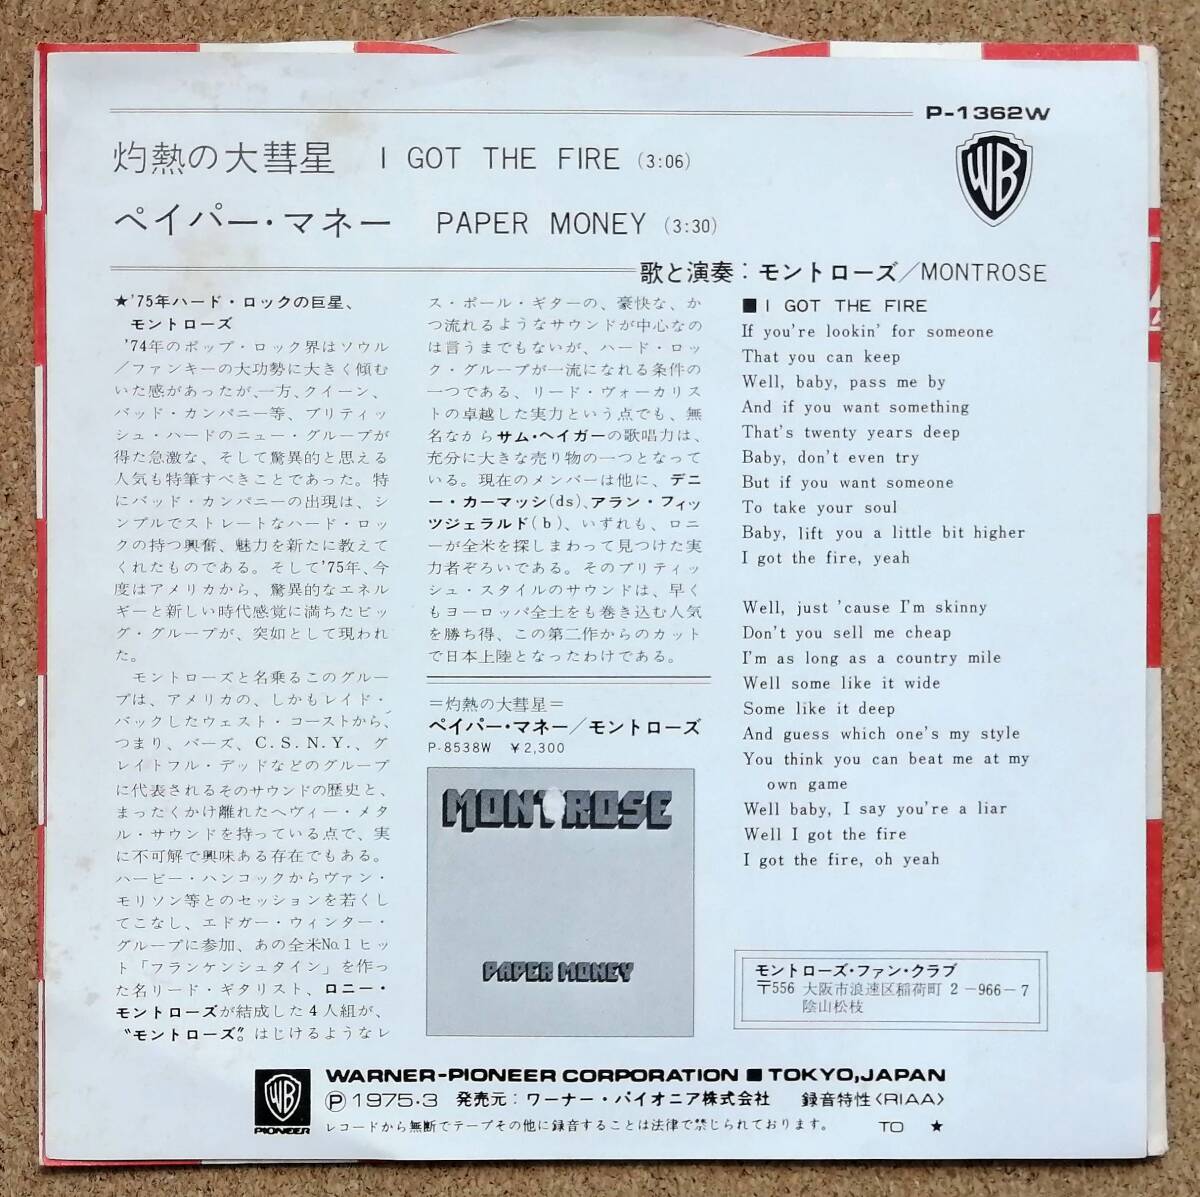 P-1362W
灼熱の大彗星 I GOT THE FIRE (3:06)
ペイパー・マネー PAPER MONEY (3:30)
WB
歌と演奏：モントローズ／MONTROSE
★'75年ハード・ロックの巨星、
モントローズ
'74年のポップ・ロック界はソウル
／ファンキーの大功勢に大きく傾む
いた感があったが、一方、クイーン、
バッド・カンパニー等、ブリティッ
シュ・ハードのニュー・グループが
得た急激な、そして驚異的と思える
人気も特筆すべきことであった。特
にバッド・カンパニーの出現は、シ
ンプルでストレートなハード・ロッ
クの持つ興奮、魅力を新たに教えて
くれたものである。そして'75年、今
度はアメリカから、驚異的なエネル
ギーと新しい時代感覚に満ちたビッ
グ・グループが、突如として現われ
た。
モントローズと名乗るこのグルー
プは、アメリカの、しかもレイド・
バックしたウェスト・コーストから、
つまり、バーズ、C.S.N.Y.、グ
レイトフル・デッドなどのグループ
に代表されるそのサウンドの歴史と、
まったくかけ離れたヘヴィー・メタ
ル・サウンドを持っている点で、実
に不可解で興味ある存在でもある。
ハービー・ハンコックからヴァン・
モリソン等とのセッションを若くし
てこなし、エドガー・ウィンター・
グループに参加、あの全米No.1ヒッ
ト「フランケンシュタイン」を作っ
た名リード・ギタリスト、ロニー・
モントローズが結成した4人組が、
〝モントローズ〟。はじけるようなレ
ス・ポール・ギターの、豪快な、か
つ流れるようなサウンドが中心なの
は言うまでもないが、ハード・ロッ
ク・グループが一流になれる条件の
一つである、リード・ヴォーカリス
トの卓越した実力という点でも、無
名ながらサム・ヘイガーの歌唱力は、
充分に大きな売り物の一つとなって
いる。現在のメンバーは他に、デニ
ー・カーマッシ(ds)、アラン・フィッ
ツジェラルド(b)、いずれも、ロニ
ーが全米を探しまわって見つけた実
力者ぞろいである。そのブリティッ
シュ・スタイルのサウンドは、早く
もヨーロッパ全土をも巻き込む人気
を勝ち得、この第二作からのカット
で日本上陸となったわけである。
＝灼熱の大彗星＝
ペイパー・マネー／モントローズ
P-8538W ¥2,300
MONTROSE
PAPER MONEY
■I GOT THE FIRE
If you're lookin' for someone
That you can keep
Well, baby, pass me by
And if you want something
That's twenty years deep
Baby, don't even try
But if you want someone
To take your soul
Baby, lift you a little bit higher
I got the fire, yeah
Well, just 'cause I'm skinny
Don't you sell me cheap
I'm as long as a country mile
Well some like it wide
Some like it deep
And guess which one's my style
You think you can beat me at my
own game
Well baby, I say you're a liar
Well I got the fire
I got the fire, oh yeah
モントローズ・ファン・クラブ
〒556 大阪市浪速区稲荷町2-966-7
陰山松枝
WB
PIONEER
WARNER-PIONEER CORPORATION ■ TOKYO, JAPAN
Ⓟ1975・3 発売元：ワーナー・パイオニア株式会社 録音特性〈RIAA〉
レコードから無断でテープその他に録音することは法律で禁じられております。 TO ★